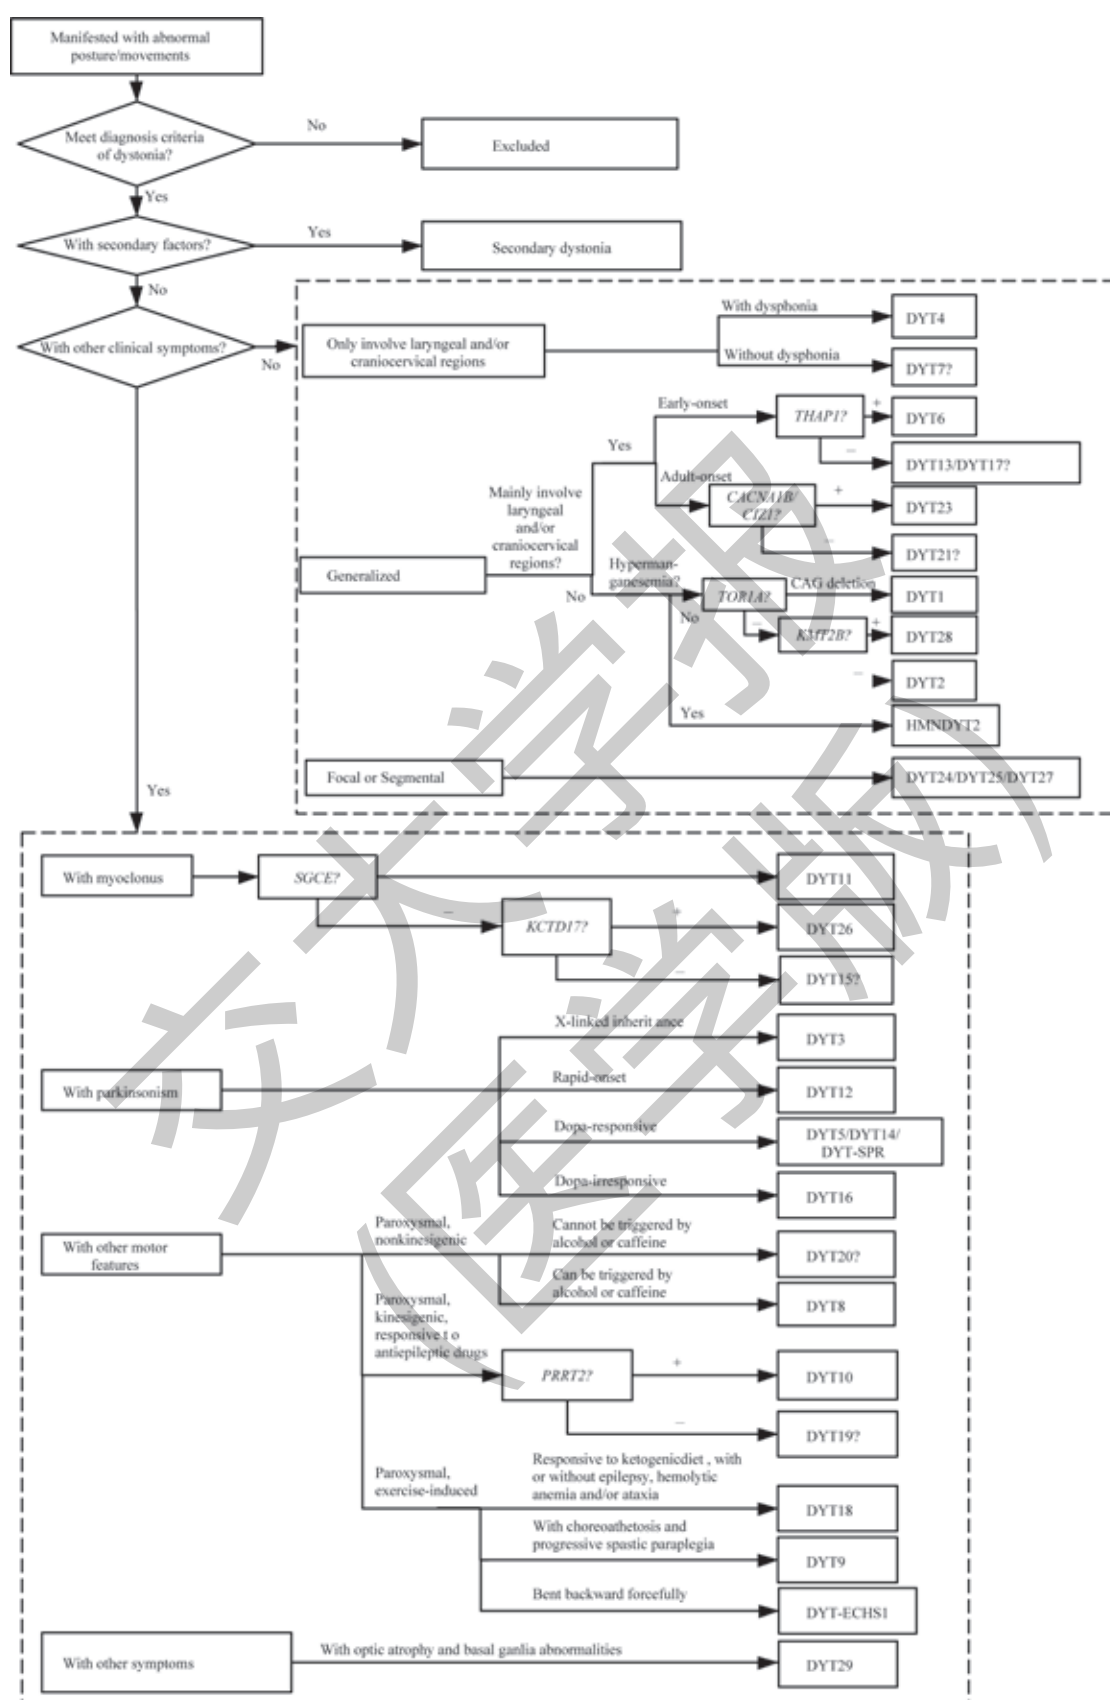 Manifested with abnormal
posture/movements
Meet diagnosis criteria
of dystonia?
No
Excluded
Yes
With secondary factors?
Yes
Secondary dystonia
No
With other clinical symptoms?
No
Only involve laryngeal and/or
craniocervical regions
With dysphonia
DYT4
Without dysphonia
DYT7?
Generalized
Mainly involve
laryngeal
and/or
craniocervical
regions?
Yes
Early-onset
THAP1?
+
DYT6
−
DYT13/DYT17?
Adult-onset
CACNA1B/
CIZ1?
+
DYT23
−
DYT21?
No
Hyperman-
ganesemia?
No
TOR1A?
CAG deletion
DYT1
−
KMT2B?
+
DYT28
−
DYT2
Yes
HMNDYT2
Focal or Segmental
DYT24/DYT25/DYT27
Yes
With myoclonus
SGCE?
DYT11
−
KCTD17?
+
DYT26
−
DYT15?
With parkinsonism
X-linked inherit ance
DYT3
Rapid-onset
DYT12
Dopa-responsive
DYT5/DYT14/
DYT-SPR
Dopa-irresponsive
DYT16
With other motor
features
Paroxysmal,
nonkinesigenic
Cannot be triggered by
alcohol or caffeine
DYT20?
Can be triggered by
alcohol or caffeine
DYT8
Paroxysmal,
kinesigenic,
responsive t o
antiepileptic drugs
PRRT2?
+
DYT10
−
DYT19?
Paroxysmal,
exercise-induced
Responsive to ketogenicdiet , with
or without epilepsy, hemolytic
anemia and/or ataxia
DYT18
With choreoathetosis and
progressive spastic paraplegia
DYT9
Bent backward forcefully
DYT-ECHS1
With other symptoms
With optic atrophy and basal ganlia abnormalities
DYT29
交大学报
(医学版)